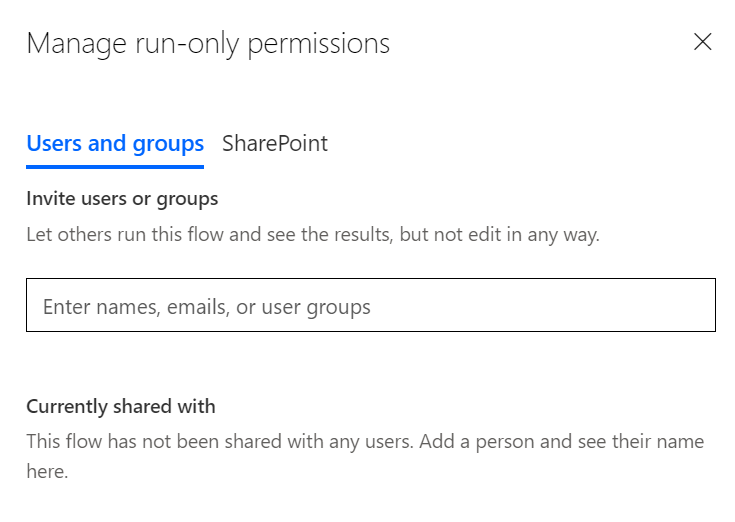 Manage run-only permissions
Users and groups SharePoint
Invite users or groups
Let others run this flow and see the results, but not edit in any way.
Enter names, emails, or user groups
Currently shared with
This flow has not been shared with any users. Add a person and see their name
here.